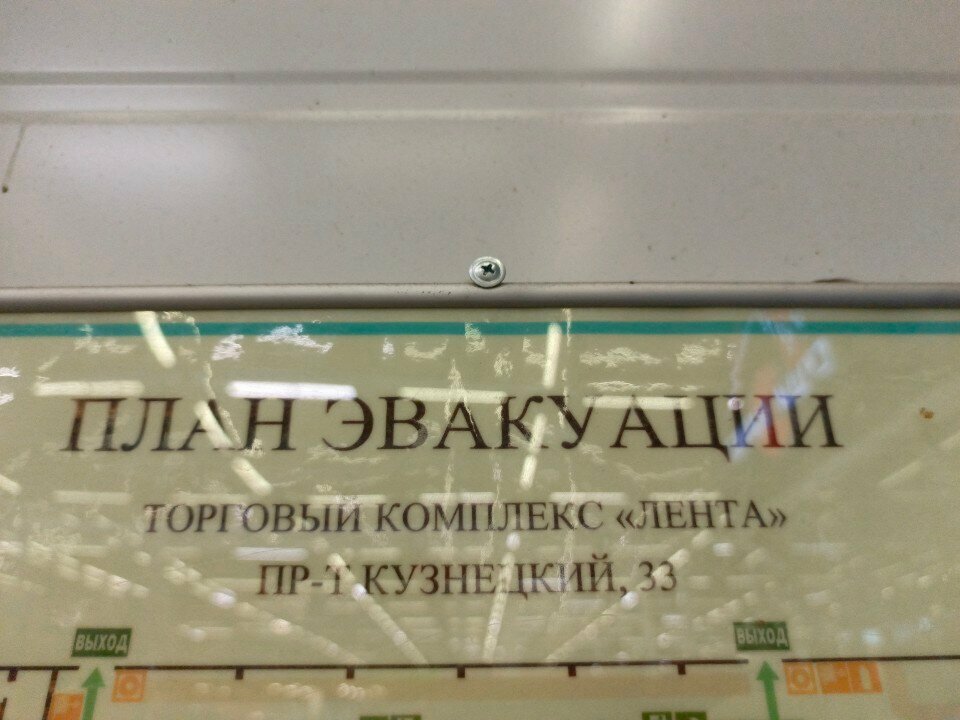 ПЛАН ЭВАКУАЦИИ
ТОРГОВЫЙ КОМПЛЕКС «ЛЕНТА»
ПР-Т КУЗНЕЦКИЙ, 33
ВЫХОД
ВЫХОД